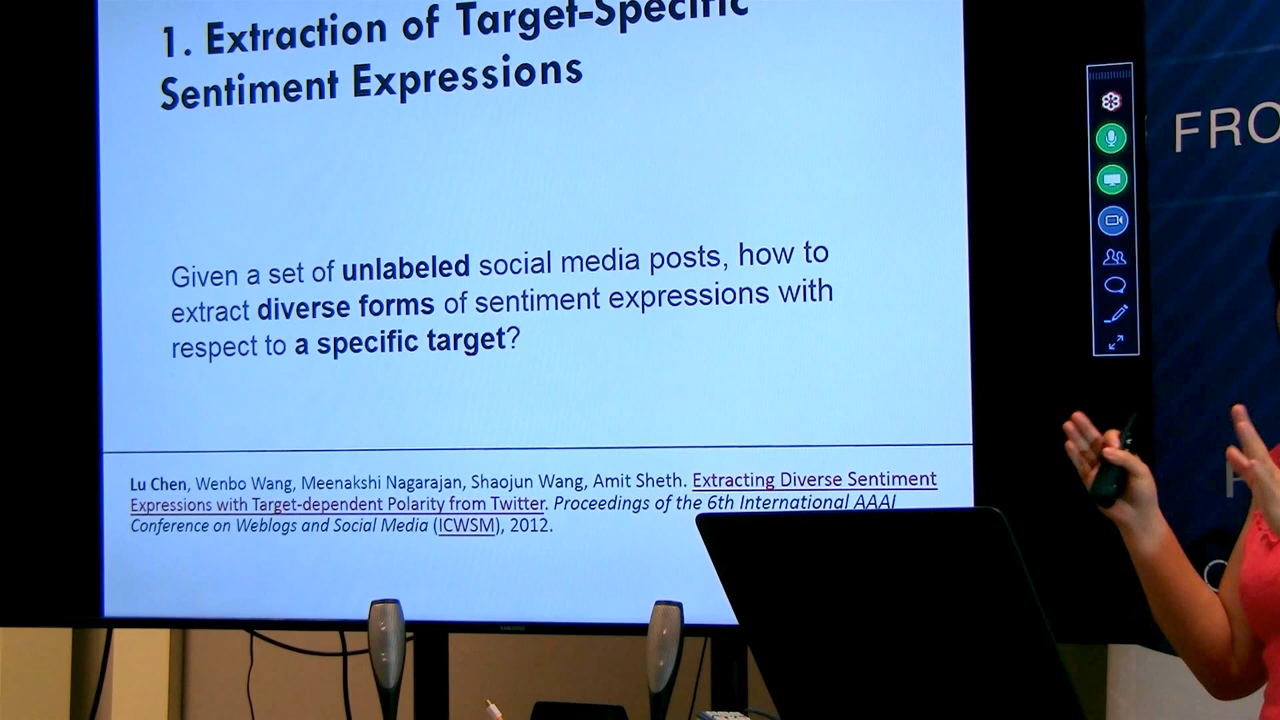 1. Extraction of Target-Specific
Sentiment Expressions
Given a set of unlabeled social media posts, how to
extract diverse forms of sentiment expressions with
respect to a specific target?
Lu Chen, Wenbo Wang, Meenakshi Nagarajan, Shaojun Wang, Amit Sheth. Extracting Diverse Sentiment
Expressions with Target-dependent Polarity from Twitter. Proceedings of the 6th International AAAI
Conference on Weblogs and Social Media (ICWSM), 2012.
FRO